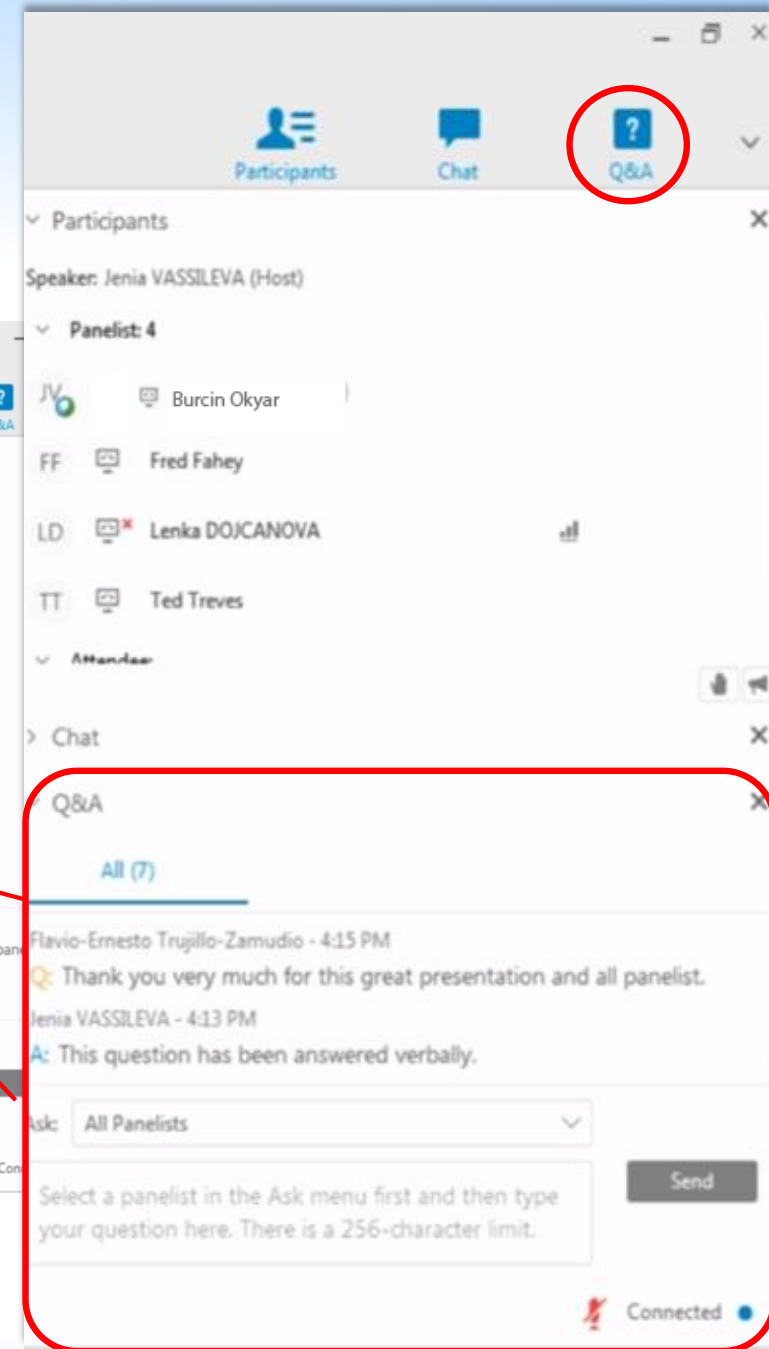 Participants
Chat
?
Q&A
Participants
Speaker: Jenia VASSILEVA (Host)
Panelist: 4
JV
Burcin Okyar
FF
Fred Fahey
LD
Lenka DOJCANOVA
TT
Ted Treves
Chat
Q&A
All (7)
Flavio-Ernesto Trujillo-Zamudio - 4:15 PM
Q: Thank you very much for this great presentation and all panelist.
Jenia VASSILEVA - 4:13 PM
A: This question has been answered verbally.
Ask:
All Panelists
Select a panelist in the Ask menu first and then type
your question here. There is a 256-character limit.
Send
Connected